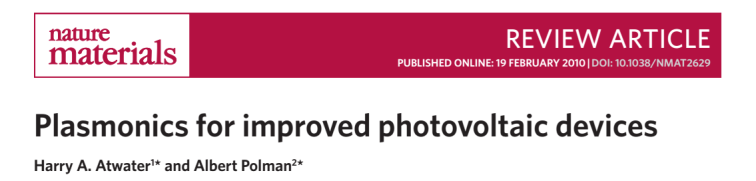 nature
materials
REVIEW ARTICLE
PUBLISHED ONLINE: 19 FEBRUARY 2010 | DOI: 10.1038/NMAT2629
Plasmonics for improved photovoltaic devices
Harry A. Atwater¹* and Albert Polman²*